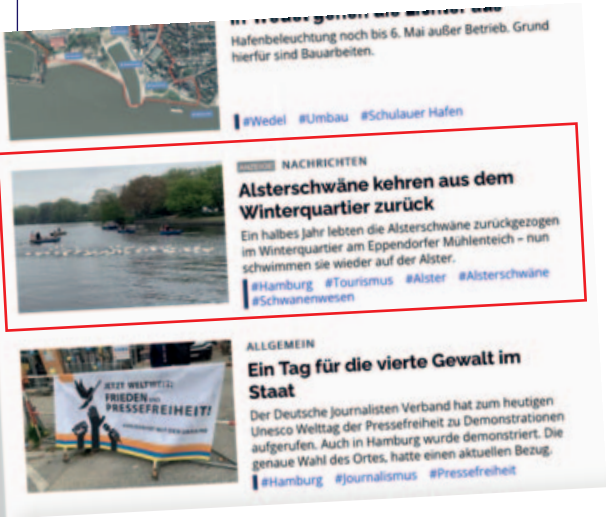 Hafenbeleuchtung noch bis 6. Mai außer Betrieb. Grund
hierfür sind Bauarbeiten.
#Wedel #Umbau #Schulauer Hafen
NACHRICHTEN
Alsterschwäne kehren aus dem
Winterquartier zurück
Ein halbes Jahr lebten die Alsterschwäne zurückgezogen
im Winterquartier am Eppendorfer Mühlenteich – nun
schwimmen sie wieder auf der Alster.
#Hamburg #Tourismus #Alster #Alsterschwäne
#Schwanenwesen
ALLGEMEIN
Ein Tag für die vierte Gewalt im
Staat
Der Deutsche Journalisten Verband hat zum heutigen
Unesco Welttag der Pressefreiheit zu Demonstrationen
aufgerufen. Auch in Hamburg wurde demonstriert. Die
genaue Wahl des Ortes, hatte einen aktuellen Bezug.
#Hamburg #Journalismus #Pressefreiheit
JETZT WELTWEIT:
FRIEDEN UND
PRESSEFREIHEIT!